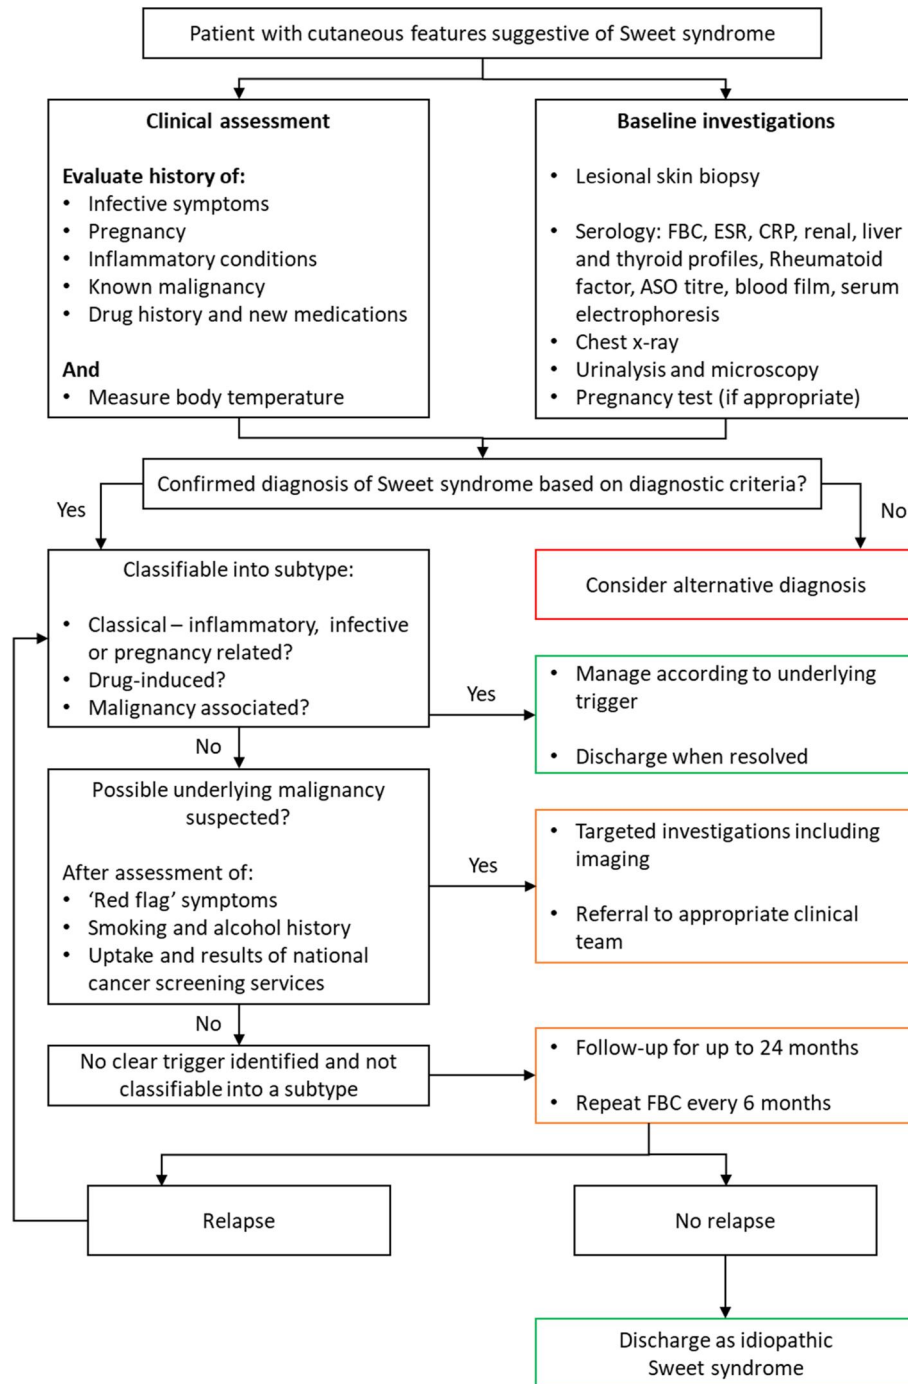 Patient with cutaneous features suggestive of Sweet syndrome
Clinical assessment
Evaluate history of:
• Infective symptoms
• Pregnancy
• Inflammatory conditions
• Known malignancy
• Drug history and new medications
And
• Measure body temperature
Baseline investigations
• Lesional skin biopsy
• Serology: FBC, ESR, CRP, renal, liver
and thyroid profiles, Rheumatoid
factor, ASO titre, blood film, serum
electrophoresis
• Chest x-ray
• Urinalysis and microscopy
• Pregnancy test (if appropriate)
Confirmed diagnosis of Sweet syndrome based on diagnostic criteria?
Yes
No
Classifiable into subtype:
• Classical – inflammatory, infective
or pregnancy related?
• Drug-induced?
• Malignancy associated?
Consider alternative diagnosis
Yes
• Manage according to underlying
trigger
• Discharge when resolved
No
Possible underlying malignancy
suspected?
After assessment of:
• ‘Red flag’ symptoms
• Smoking and alcohol history
• Uptake and results of national
cancer screening services
Yes
• Targeted investigations including
imaging
• Referral to appropriate clinical
team
No
No clear trigger identified and not
classifiable into a subtype
• Follow-up for up to 24 months
• Repeat FBC every 6 months
Relapse
No relapse
Discharge as idiopathic
Sweet syndrome